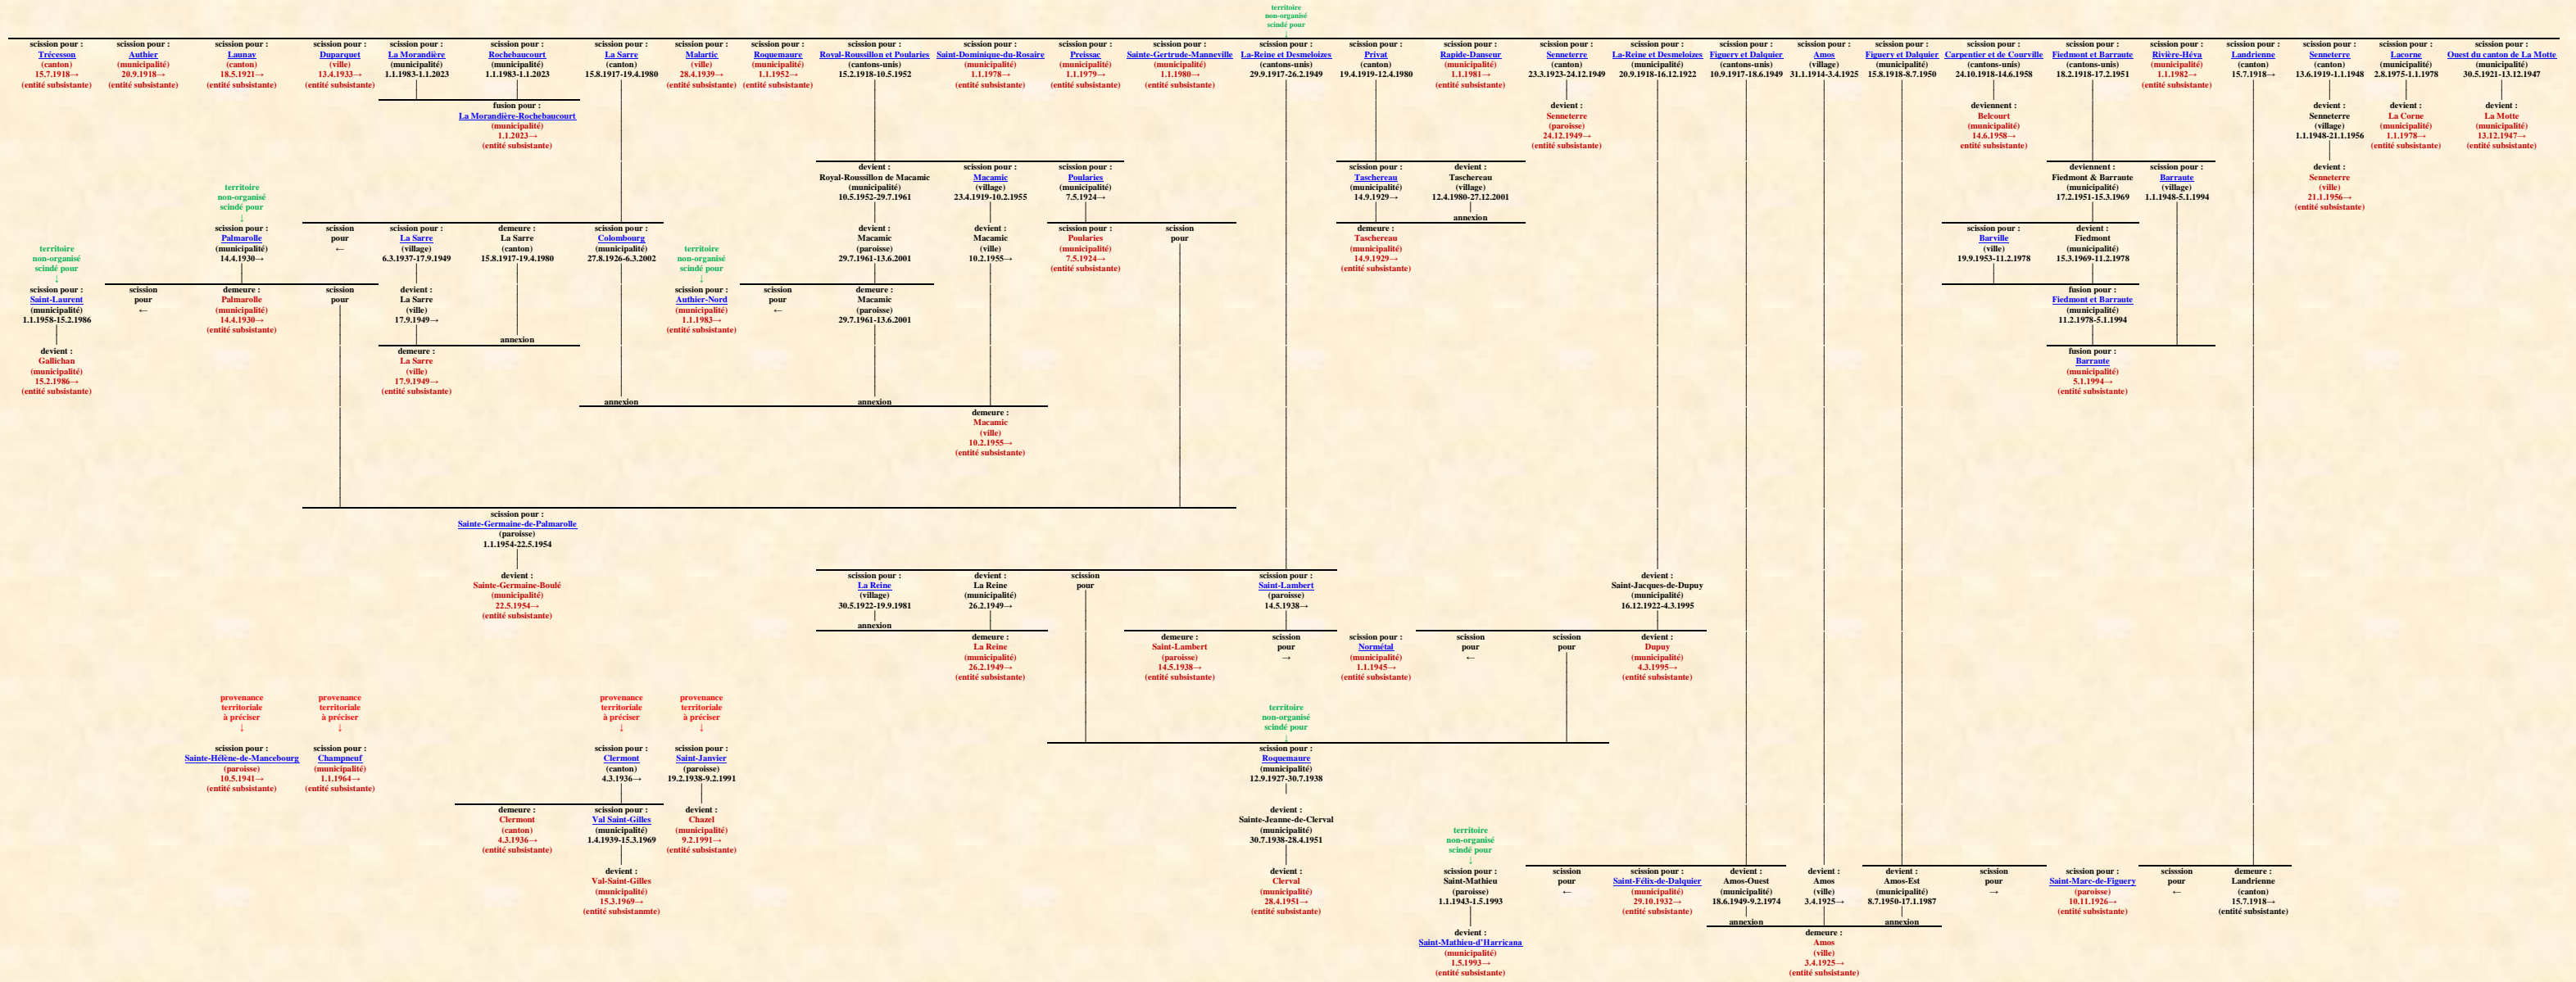 territoire
non-organisé
scindé pour
↓
scission pour :
Trécesson
(canton)
15.7.1918→
(entité subsistante)
scission pour :
Authier
(municipalité)
20.9.1918→
(entité subsistante)
scission pour :
Launay
(canton)
18.5.1921→
(entité subsistante)
scission pour :
Duparquet
(ville)
13.4.1933→
(entité subsistante)
scission pour :
La Morandière
(municipalité)
1.1.1983-1.1.2023
scission pour :
Rochebaucourt
(municipalité)
1.1.1983-1.1.2023
fusion pour :
La Morandière-Rochebaucourt
(municipalité)
1.1.2023→
(entité subsistante)
scission pour :
La Sarre
(canton)
15.8.1917-19.4.1980
scission pour :
Malartic
(ville)
28.4.1939→
(entité subsistante)
scission pour :
Roquemaure
(municipalité)
1.1.1952→
(entité subsistante)
scission pour :
Royal-Roussillon et Poularies
(cantons-unis)
15.2.1918-10.5.1952
scission pour :
Saint-Dominique-du-Rosaire
(municipalité)
1.1.1978→
(entité subsistante)
scission pour :
Preissac
(municipalité)
1.1.1979→
(entité subsistante)
scission pour :
Sainte-Gertrude-Manneville
(municipalité)
1.1.1980→
(entité subsistante)
scission pour :
La-Reine et Desmeloizes
(cantons-unis)
29.9.1917-26.2.1949
scission pour :
Privat
(canton)
19.4.1919-12.4.1980
scission pour :
Rapide-Danseur
(municipalité)
1.1.1981→
(entité subsistante)
scission pour :
Senneterre
(canton)
23.3.1923-24.12.1949
devient :
Senneterre
(paroisse)
24.12.1949→
(entité subsistante)
scission pour :
La-Reine et Desmeloizes
(municipalité)
20.9.1918-16.12.1922
scission pour :
Figuery et Dalquier
(cantons-unis)
10.9.1917-18.6.1949
scission pour :
Amos
(village)
31.1.1914-3.4.1925
scission pour :
Figuery et Dalquier
(municipalité)
15.8.1918-8.7.1950
scission pour :
Carpentier et de Courville
(cantons-unis)
24.10.1918-14.6.1958
deviennent :
Belcourt
(municipalité)
14.6.1958→
(entité subsistante)
scission pour :
Fiedmont et Barraute
(cantons-unis)
18.2.1918-17.2.1951
scission pour :
Rivière-Héva
(municipalité)
1.1.1982→
(entité subsistante)
scission pour :
Landrienne
(canton)
15.7.1918→
scission pour :
Senneterre
(canton)
13.6.1919-1.1.1948
devient :
Senneterre
(village)
1.1.1948-21.1.1956
devient :
Senneterre
(ville)
21.1.1956→
(entité subsistante)
scission pour :
Lacorne
(municipalité)
2.8.1975-1.1.1978
devient :
La Corne
(municipalité)
1.1.1978→
(entité subsistante)
scission pour :
Ouest du canton de La Motte
(municipalité)
30.5.1921-13.12.1947
devient :
La Motte
(municipalité)
13.12.1947→
(entité subsistante)
devient :
Royal-Roussillon de Macamic
(municipalité)
10.5.1952-29.7.1961
scission pour :
Macamic
(village)
23.4.1919-10.2.1955
scission pour :
Poularies
(municipalité)
7.5.1924→
scission pour :
Taschereau
(municipalité)
14.9.1929→
devient :
Taschereau
(village)
12.4.1980-27.12.2001
annexion
deviennent :
Fiedmont & Barraute
(municipalité)
17.2.1951-15.3.1969
scission pour :
Barraute
(village)
1.1.1948-5.1.1994
territoire
non-organisé
scindé pour
↓
scission pour :
Palmarolle
(municipalité)
14.4.1930→
scission
pour
←
scission pour :
La Sarre
(village)
6.3.1937-17.9.1949
demeure :
La Sarre
(canton)
15.8.1917-19.4.1980
scission pour :
Colombourg
(municipalité)
27.8.1926-6.3.2002
devient :
Macamic
(paroisse)
29.7.1961-13.6.2001
devient :
Macamic
(ville)
10.2.1955→
scission pour :
Poularies
(municipalité)
7.5.1924→
(entité subsistante)
scission
pour
demeure :
Taschereau
(municipalité)
14.9.1929→
(entité subsistante)
scission pour :
Barville
(ville)
19.9.1953-11.2.1978
devient :
Fiedmont
(municipalité)
15.3.1969-11.2.1978
territoire
non-organisé
scindé pour
↓
scission pour :
Saint-Laurent
(municipalité)
1.1.1958-15.2.1986
devient :
Gallichan
(municipalité)
15.2.1986→
(entité subsistante)
scission
pour
←
demeure :
Palmarolle
(municipalité)
14.4.1930→
(entité subsistante)
scission
pour
devient :
La Sarre
(ville)
17.9.1949→
annexion
demeure :
La Sarre
(ville)
17.9.1949→
(entité subsistante)
territoire
non-organisé
scindé pour
↓
scission pour :
Authier-Nord
(municipalité)
1.1.1983→
(entité subsistante)
scission
pour
←
demeure :
Macamic
(paroisse)
29.7.1961-13.6.2001
fusion pour :
Fiedmont et Barraute
(municipalité)
11.2.1978-5.1.1994
fusion pour :
Barraute
(municipalité)
5.1.1994→
(entité subsistante)
annexion
annexion
demeure :
Macamic
(ville)
10.2.1955→
(entité subsistante)
scission pour :
Sainte-Germaine-de-Palmarolle
(paroisse)
1.1.1954-22.5.1954
devient :
Sainte-Germaine-Boulé
(municipalité)
22.5.1954→
(entité subsistante)
scission pour :
La Reine
(village)
30.5.1922-19.9.1981
annexion
devient :
La Reine
(municipalité)
26.2.1949→
scission
pour
scission pour :
Saint-Lambert
(paroisse)
14.5.1938→
devient :
Saint-Jacques-de-Dupuy
(municipalité)
16.12.1922-4.3.1995
demeure :
La Reine
(municipalité)
26.2.1949→
(entité subsistante)
demeure :
Saint-Lambert
(paroisse)
14.5.1938→
(entité subsistante)
scission
pour
→
scission pour :
Normétal
(municipalité)
1.1.1945→
(entité subsistante)
scission
pour
←
scission
pour
devient :
Dupuy
(municipalité)
4.3.1995→
(entité subsistante)
provenance
territoriale
à préciser
↓
scission pour :
Sainte-Hélène-de-Mancebourg
(paroisse)
10.5.1941→
(entité subsistante)
provenance
territoriale
à préciser
↓
scission pour :
Champneuf
(municipalité)
1.1.1964→
(entité subsistante)
provenance
territoriale
à préciser
↓
scission pour :
Clermont
(canton)
4.3.1936→
provenance
territoriale
à préciser
↓
scission pour :
Saint-Janvier
(paroisse)
19.2.1938-9.2.1991
territoire
non-organisé
scindé pour
↓
scission pour :
Roquemaure
(municipalité)
12.9.1927-30.7.1938
demeure :
Clermont
(canton)
4.3.1936→
(entité subsistante)
scission pour :
Val Saint-Gilles
(municipalité)
1.4.1939-15.3.1969
devient :
Val-Saint-Gilles
(municipalité)
15.3.1969→
(entité subsistanmte)
devient :
Chazel
(municipalité)
9.2.1991→
(entité subsistante)
devient :
Sainte-Jeanne-de-Clerval
(municipalité)
30.7.1938-28.4.1951
devient :
Clerval
(municipalité)
28.4.1951→
(entité subsistante)
territoire
non-organisé
scindé pour
↓
scission pour :
Saint-Mathieu
(paroisse)
1.1.1943-1.5.1993
devient :
Saint-Mathieu-d'Harricana
(municipalité)
1.5.1993→
(entité subsistante)
scission
pour
←
scission pour :
Saint-Félix-de-Dalquier
(municipalité)
29.10.1932→
(entité subsistante)
devient :
Amos-Ouest
(municipalité)
18.6.1949-9.2.1974
annexion
devient :
Amos
(ville)
3.4.1925→
devient :
Amos-Est
(municipalité)
8.7.1950-17.1.1987
annexion
demeure :
Amos
(ville)
3.4.1925→
(entité subsistante)
scission
pour
→
scission pour :
Saint-Marc-de-Figuery
(paroisse)
10.11.1926→
(entité subsistante)
scisssion
pour
←
demeure :
Landrienne
(canton)
15.7.1918→
(entité subsistante)